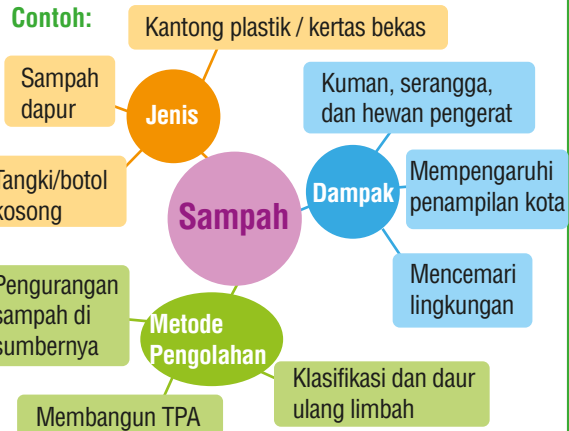 Contoh:
Kantong plastik / kertas bekas
Sampah
dapur
Jenis
Tangki/botol
kosong
Kuman, serangga,
dan hewan pengerat
Dampak
Mempengaruhi
penampilan kota
Mencemari
lingkungan
Sampah
Pengurangan
sampah di
sumbernya
Metode
Pengolahan
Klasifikasi dan daur
ulang limbah
Membangun TPA